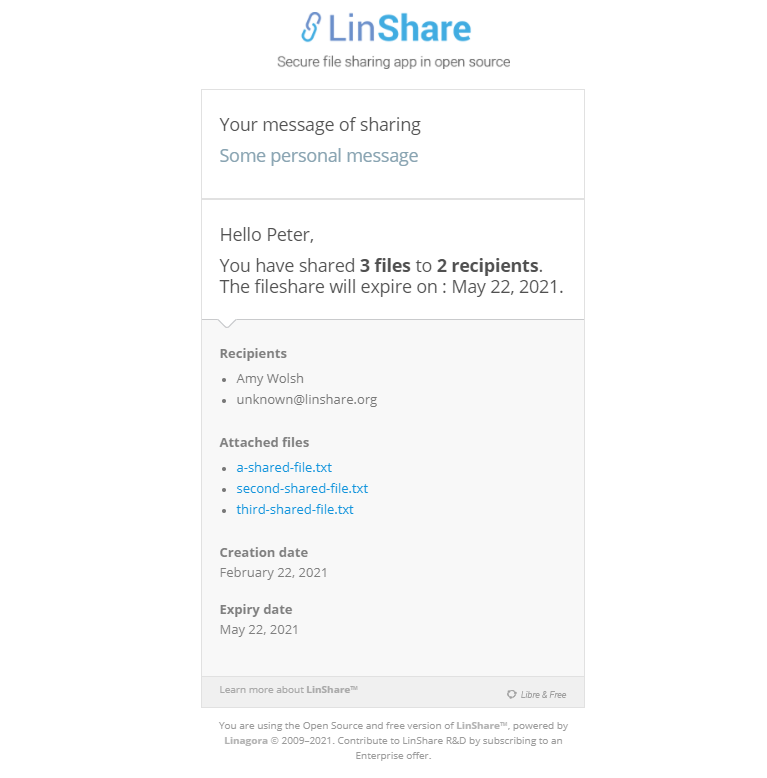 LinShare
Secure file sharing app in open source
Your message of sharing
Some personal message
Hello Peter,
You have shared 3 files to 2 recipients.
The fileshare will expire on : May 22, 2021.
Recipients
• Amy Wolsh
• unknown@linshare.org
Attached files
• a-shared-file.txt
• second-shared-file.txt
• third-shared-file.txt
Creation date
February 22, 2021
Expiry date
May 22, 2021
Learn more about LinShare™
Libre & Free
You are using the Open Source and free version of LinShare™, powered by
Linagora © 2009–2021. Contribute to LinShare R&D by subscribing to an
Enterprise offer.